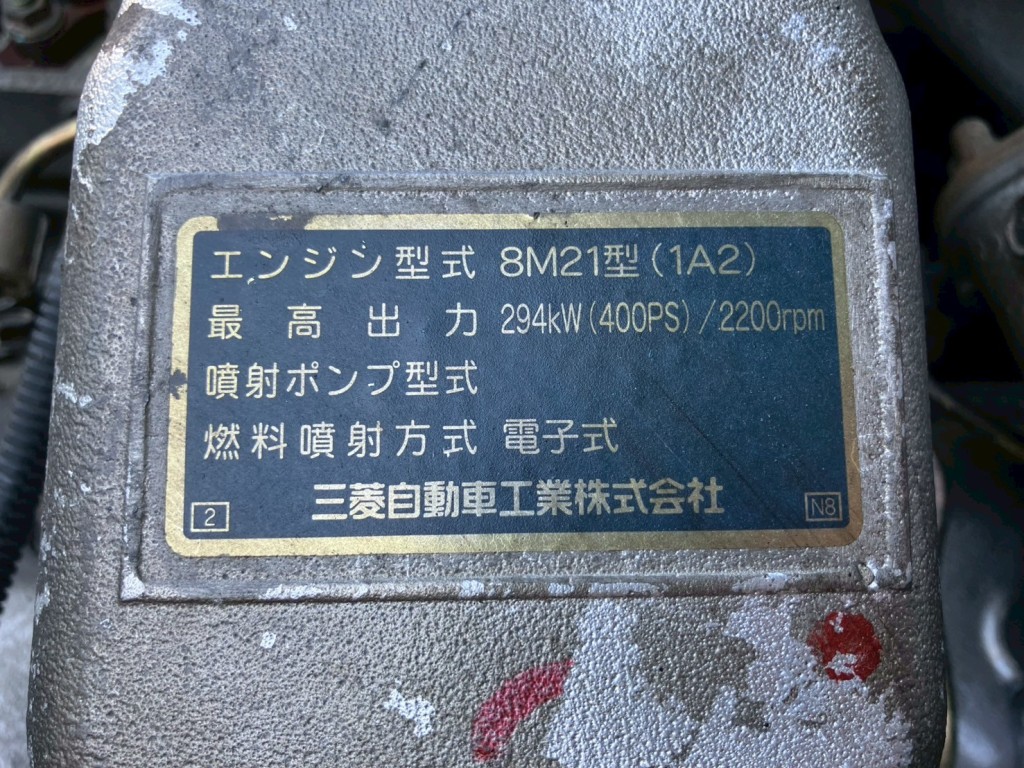 エンジン型式 8M21型(1A2)
最高出力 294kW(400PS)/2200rpm
噴射ポンプ型式
燃料噴射方式 電子式
三菱自動車工業株式会社
2
N8